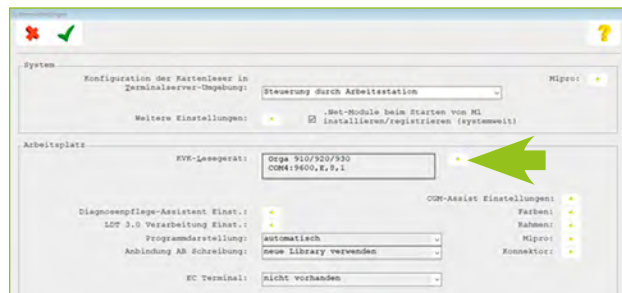 System
Konfiguration der Kartenleser in
Terminalserver-Umgebung:
Steuerung durch Arbeitsstation
M1pro:
Weitere Einstellungen:
.Net-Module beim Starten von M1
installieren/registrieren (systemweit)
Arbeitsplatz
KVK-Lesegerät:
Orga 910/920/930
COM4:9600,E,8,1
CGM-Assist Einstellungen:
Diagnosenpflege-Assistent Einst.:
Farben:
LDT 3.0 Verarbeitung Einst.:
Rahmen:
Programmdarstellung:
automatisch
M1pro:
Anbindung AB Schreibung:
neue Library verwenden
Konnektor:
EC Terminal:
nicht vorhanden